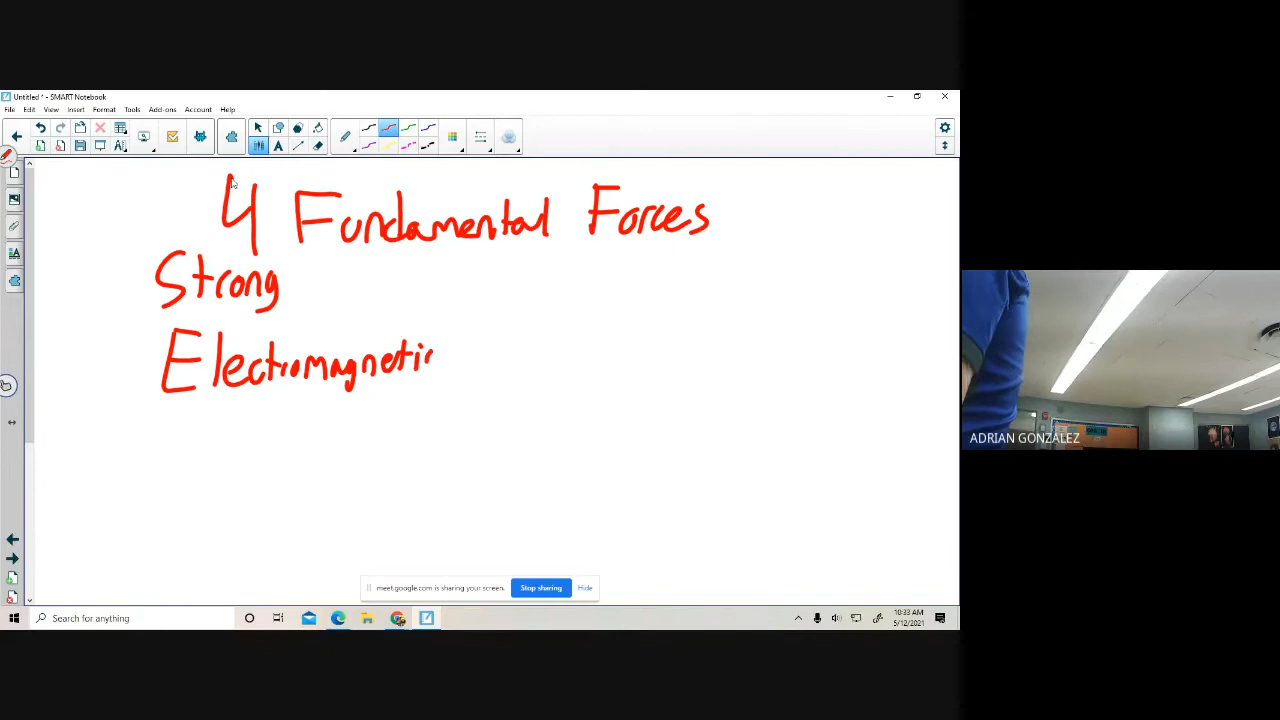 Untitled * - SMART Notebook
File Edit View Insert Format Tools Add-ons Account Help
4 Fundamental Forces
Strong
Electromagnetic
ADRIAN GONZALEZ
meet.google.com is sharing your screen. Stop sharing Hide
Search for anything
10:33 AM
5/12/2021